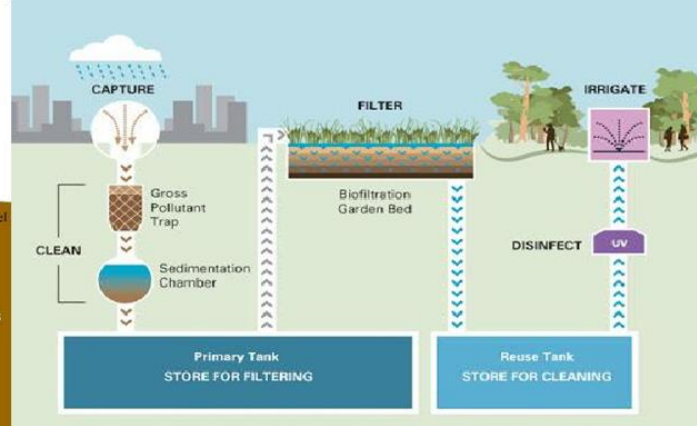 CAPTURE
FILTER
IRRIGATE
Gross
Pollutant
Trap
CLEAN
Sedimentation
Chamber
Biofiltration
Garden Bed
DISINFECT
UV
Primary Tank
STORE FOR FILTERING
Reuse Tank
STORE FOR CLEANING